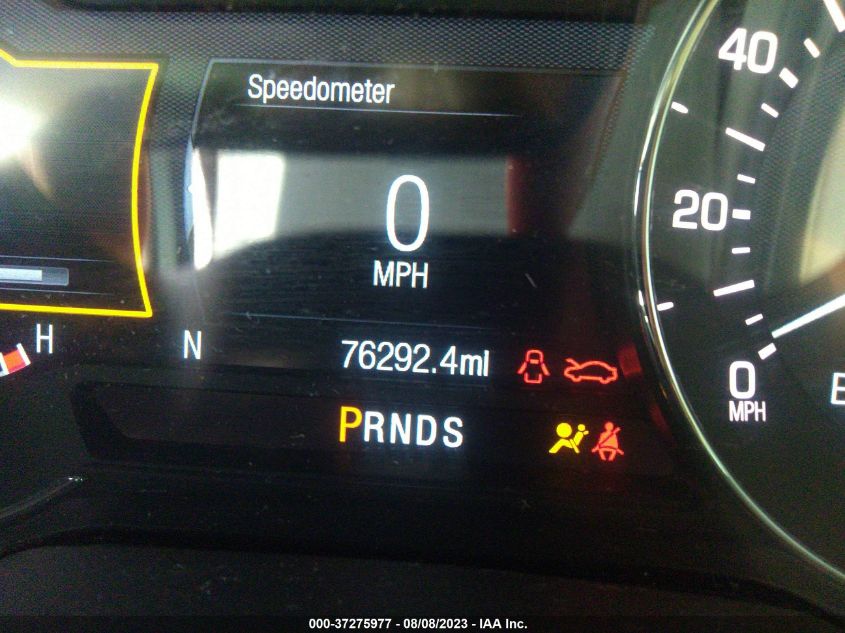 Speedometer
40
0
MPH
20
H
N
76292.4mi
0
MPH
PRNDS
000-37275977 - 08/08/2023 - IAA Inc.